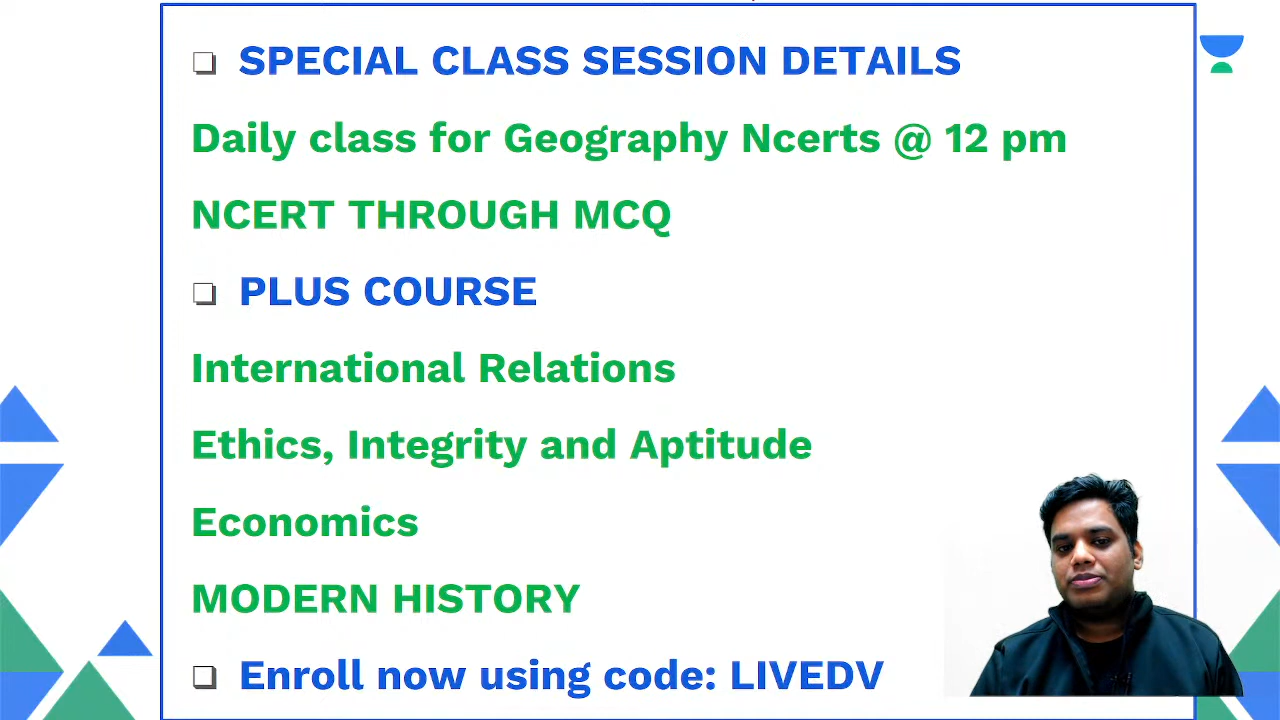 SPECIAL CLASS SESSION DETAILS
Daily class for Geography Ncerts @ 12 pm
NCERT THROUGH MCQ
PLUS COURSE
International Relations
Ethics, Integrity and Aptitude
Economics
MODERN HISTORY
Enroll now using code: LIVEDV